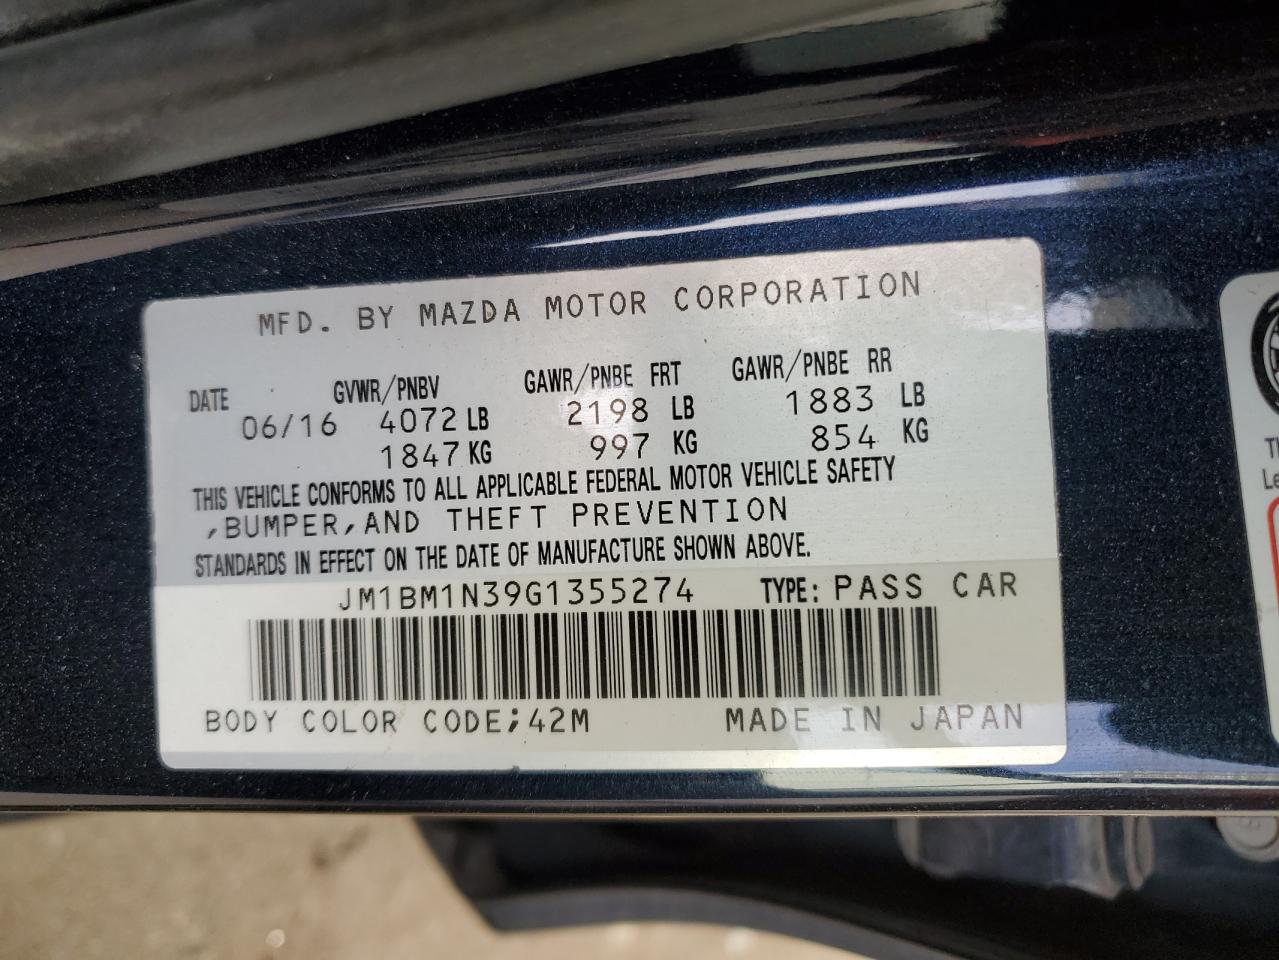 MFD. BY MAZDA MOTOR CORPORATION
DATE GVWR/PNBV GAWR/PNBE FRT GAWR/PNBE RR
06/16 4072 LB 2198 LB 1883 LB
1847 KG 997 KG 854 KG
THIS VEHICLE CONFORMS TO ALL APPLICABLE FEDERAL MOTOR VEHICLE SAFETY
,BUMPER,AND THEFT PREVENTION
STANDARDS IN EFFECT ON THE DATE OF MANUFACTURE SHOWN ABOVE.
JM1BM1N39G1355274 TYPE: PASS CAR
BODY COLOR CODE;42M MADE IN JAPAN